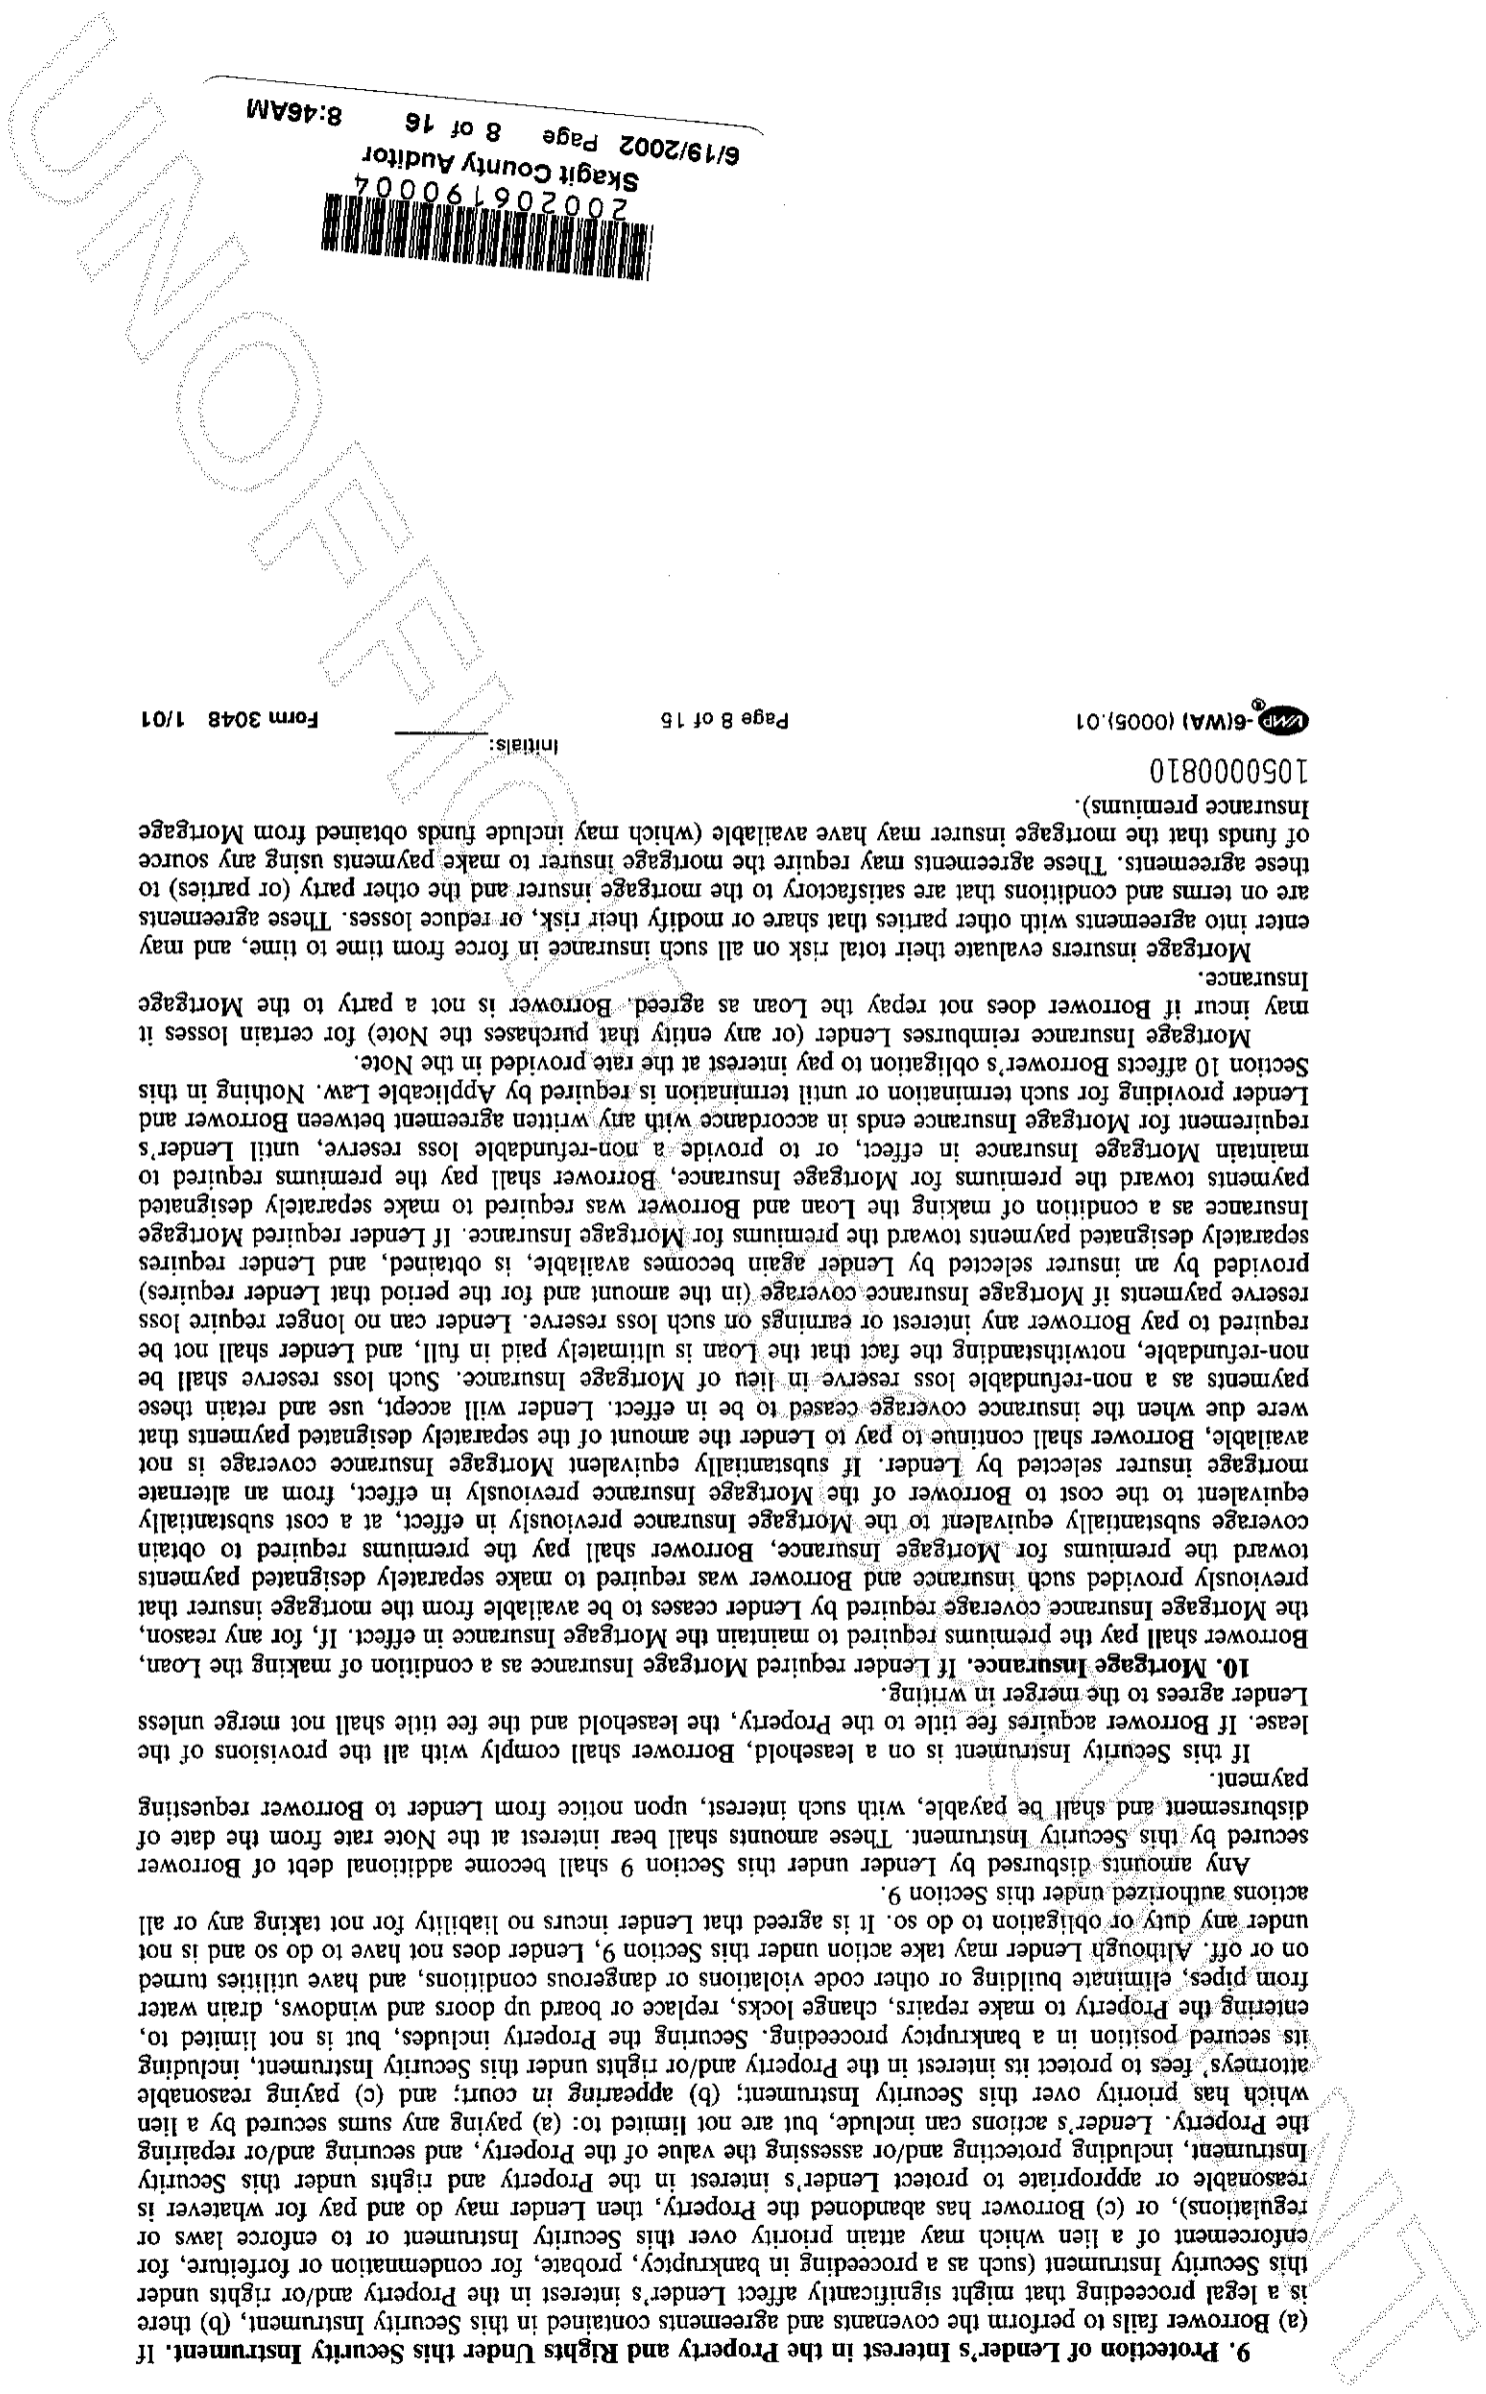 9. Protection of Lender's Interest in the Property and Rights Under this Security Instrument. If
(a) Borrower fails to perform the covenants and agreements contained in this Security Instrument, (b) there
is a legal proceeding that might significantly affect Lender's interest in the Property and/or rights under
this Security Instrument (such as a proceeding in bankruptcy, probate, for condemnation or forfeiture, for
enforcement of a lien which may attain priority over this Security Instrument or to enforce laws or
regulations), or (c) Borrower has abandoned the Property, then Lender may do and pay for whatever is
reasonable or appropriate to protect Lender's interest in the Property and rights under this Security
Instrument, including protecting and/or assessing the value of the Property, and securing and/or repairing
the Property. Lender's actions can include, but are not limited to: (a) paying any sums secured by a lien
which has priority over this Security Instrument; (b) appearing in court; and (c) paying reasonable
attorneys' fees to protect its interest in the Property and/or rights under this Security Instrument, including
its secured position in a bankruptcy proceeding. Securing the Property includes, but is not limited to,
entering the Property to make repairs, change locks, replace or board up doors and windows, drain water
from pipes, eliminate building or other code violations or dangerous conditions, and have utilities turned
on or off. Although Lender may take action under this Section 9, Lender does not have to do so and is not
under any duty or obligation to do so. It is agreed that Lender incurs no liability for not taking any or all
actions authorized under this Section 9.
Any amounts disbursed by Lender under this Section 9 shall become additional debt of Borrower
secured by this Security Instrument. These amounts shall bear interest at the Note rate from the date of
disbursement and shall be payable, with such interest, upon notice from Lender to Borrower requesting
payment.
If this Security Instrument is on a leasehold, Borrower shall comply with all the provisions of the
lease. If Borrower acquires fee title to the Property, the leasehold and the fee title shall not merge unless
Lender agrees to the merger in writing.
10. Mortgage Insurance. If Lender required Mortgage Insurance as a condition of making the Loan,
Borrower shall pay the premiums required to maintain the Mortgage Insurance in effect. If, for any reason,
the Mortgage Insurance coverage required by Lender ceases to be available from the mortgage insurer that
previously provided such insurance and Borrower was required to make separately designated payments
toward the premiums for Mortgage Insurance, Borrower shall pay the premiums required to obtain
coverage substantially equivalent to the Mortgage Insurance previously in effect, at a cost substantially
equivalent to the cost to Borrower of the Mortgage Insurance previously in effect, from an alternate
mortgage insurer selected by Lender. If substantially equivalent Mortgage Insurance coverage is not
available, Borrower shall continue to pay to Lender the amount of the separately designated payments that
were due when the insurance coverage ceased to be in effect. Lender will accept, use and retain these
payments as a non-refundable loss reserve in lieu of Mortgage Insurance. Such loss reserve shall be
non-refundable, notwithstanding the fact that the Loan is ultimately paid in full, and Lender shall not be
required to pay Borrower any interest or earnings on such loss reserve. Lender can no longer require loss
reserve payments if Mortgage Insurance coverage (in the amount and for the period that Lender requires)
provided by an insurer selected by Lender again becomes available, is obtained, and Lender requires
separately designated payments toward the premiums for Mortgage Insurance. If Lender required Mortgage
Insurance as a condition of making the Loan and Borrower was required to make separately designated
payments toward the premiums for Mortgage Insurance, Borrower shall pay the premiums required to
maintain Mortgage Insurance in effect, or to provide a non-refundable loss reserve, until Lender's
requirement for Mortgage Insurance ends in accordance with any written agreement between Borrower and
Lender providing for such termination or until termination is required by Applicable Law. Nothing in this
Section 10 affects Borrower's obligation to pay interest at the rate provided in the Note.
Mortgage Insurance reimburses Lender (or any entity that purchases the Note) for certain losses it
may incur if Borrower does not repay the Loan as agreed. Borrower is not a party to the Mortgage
Insurance.
Mortgage insurers evaluate their total risk on all such insurance in force from time to time, and may
enter into agreements with other parties that share or modify their risk, or reduce losses. These agreements
are on terms and conditions that are satisfactory to the mortgage insurer and the other party (or parties) to
these agreements. These agreements may require the mortgage insurer to make payments using any source
of funds that the mortgage insurer may have available (which may include funds obtained from Mortgage
Insurance premiums).
105000810
Initials:
VMP®-6(WA) (0005).01 Page 8 of 15 Form 3048 1/01
200206190004
Skagit County Auditor
6/19/2002 Page 8 of 16 8:46AM
UNOFFICIAL DOCUMENT